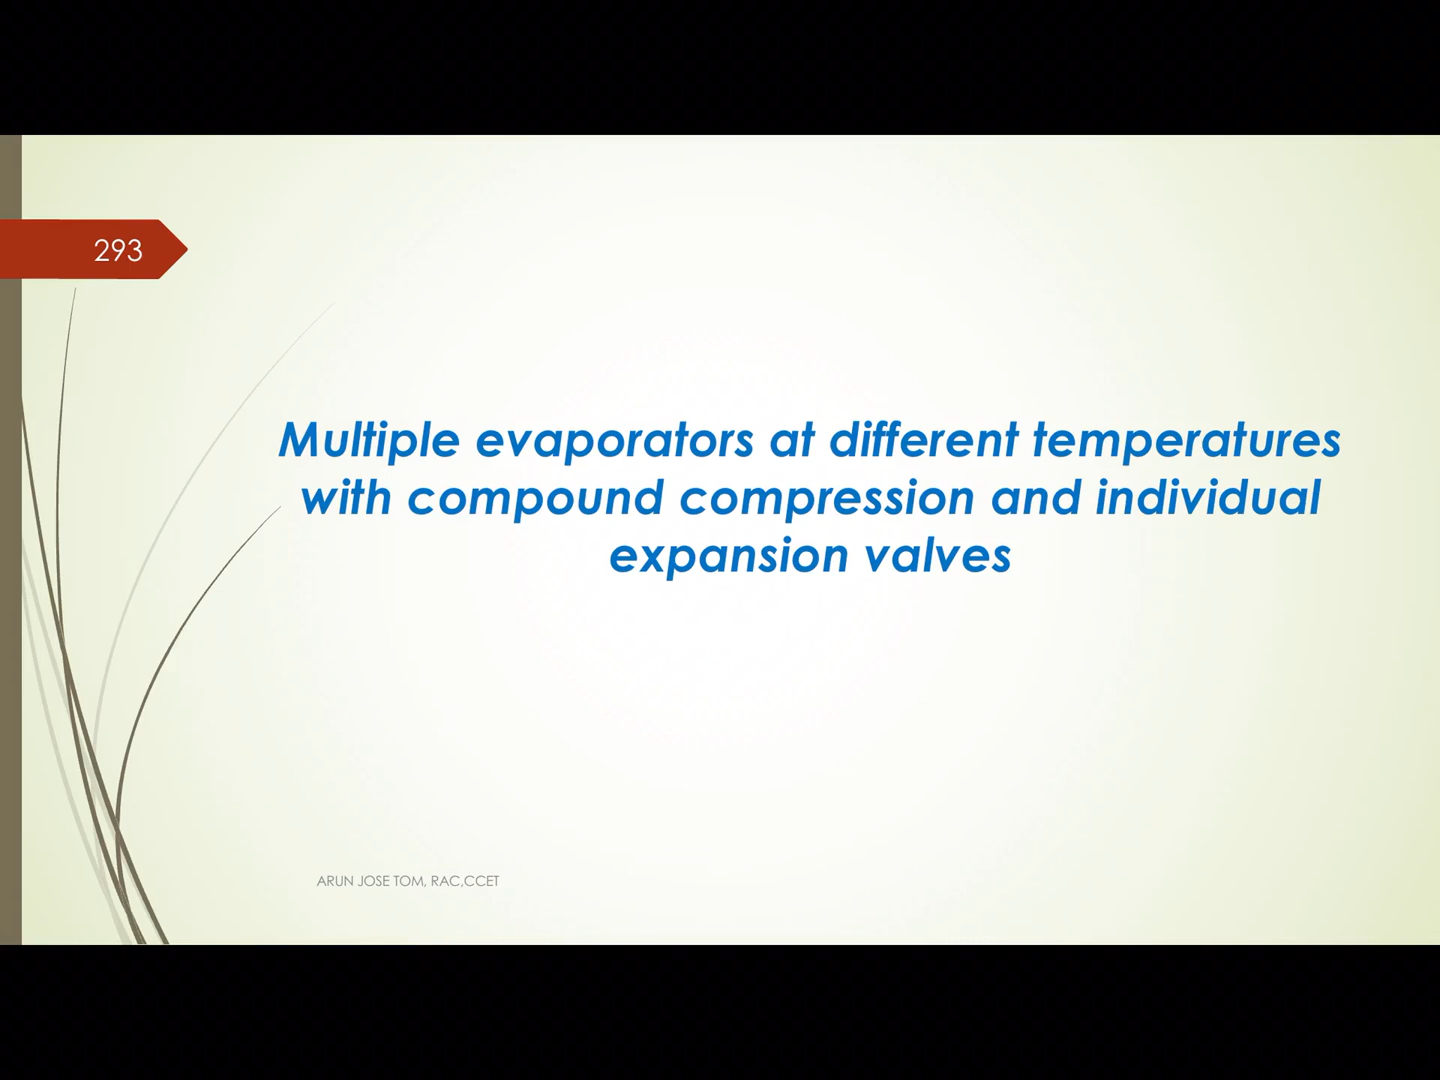 293
Multiple evaporators at different temperatures
with compound compression and individual
expansion valves
ARUN JOSE TOM, RAC,CCET